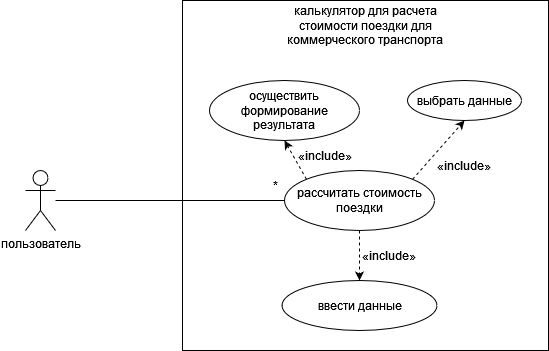 калькулятор для расчета
стоимости поездки для
коммерческого транспорта
осуществить
формирование
результата
выбрать данные
«include»
«include»
*
рассчитать стоимость
поездки
пользователь
«include»
ввести данные